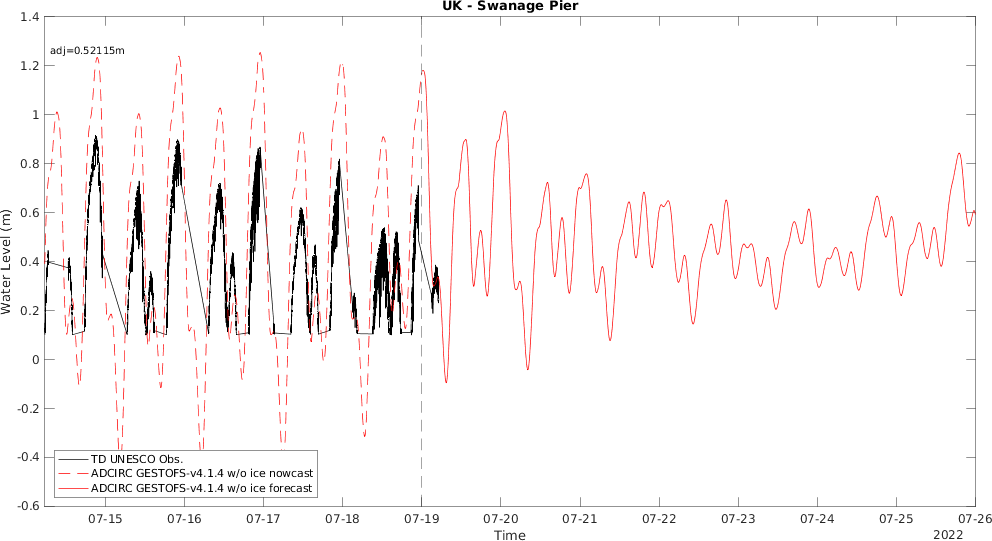 UK - Swanage Pier
adj=0.52115m
Water Level (m)
1.4
1.2
1
0.8
0.6
0.4
0.2
0
-0.2
-0.4
-0.6
TD UNESCO Obs.
ADCIRC GESTOFS-v4.1.4 w/o ice nowcast
ADCIRC GESTOFS-v4.1.4 w/o ice forecast
07-15 07-16 07-17 07-18 07-19 07-20 07-21 07-22 07-23 07-24 07-25 07-26
Time
2022